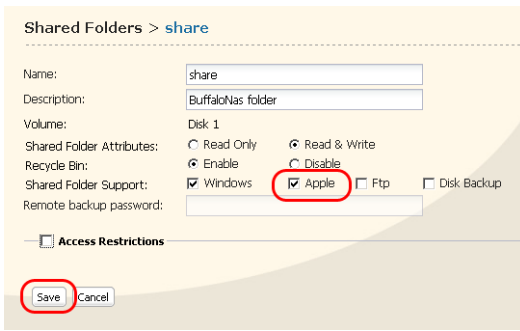 Shared Folders > share
Name: share
Description: BuffaloNas folder
Volume: Disk 1
Shared Folder Attributes: Read Only Read & Write
Recycle Bin: Enable Disable
Shared Folder Support: Windows Apple Ftp Disk Backup
Remote backup password:
Access Restrictions
Save Cancel